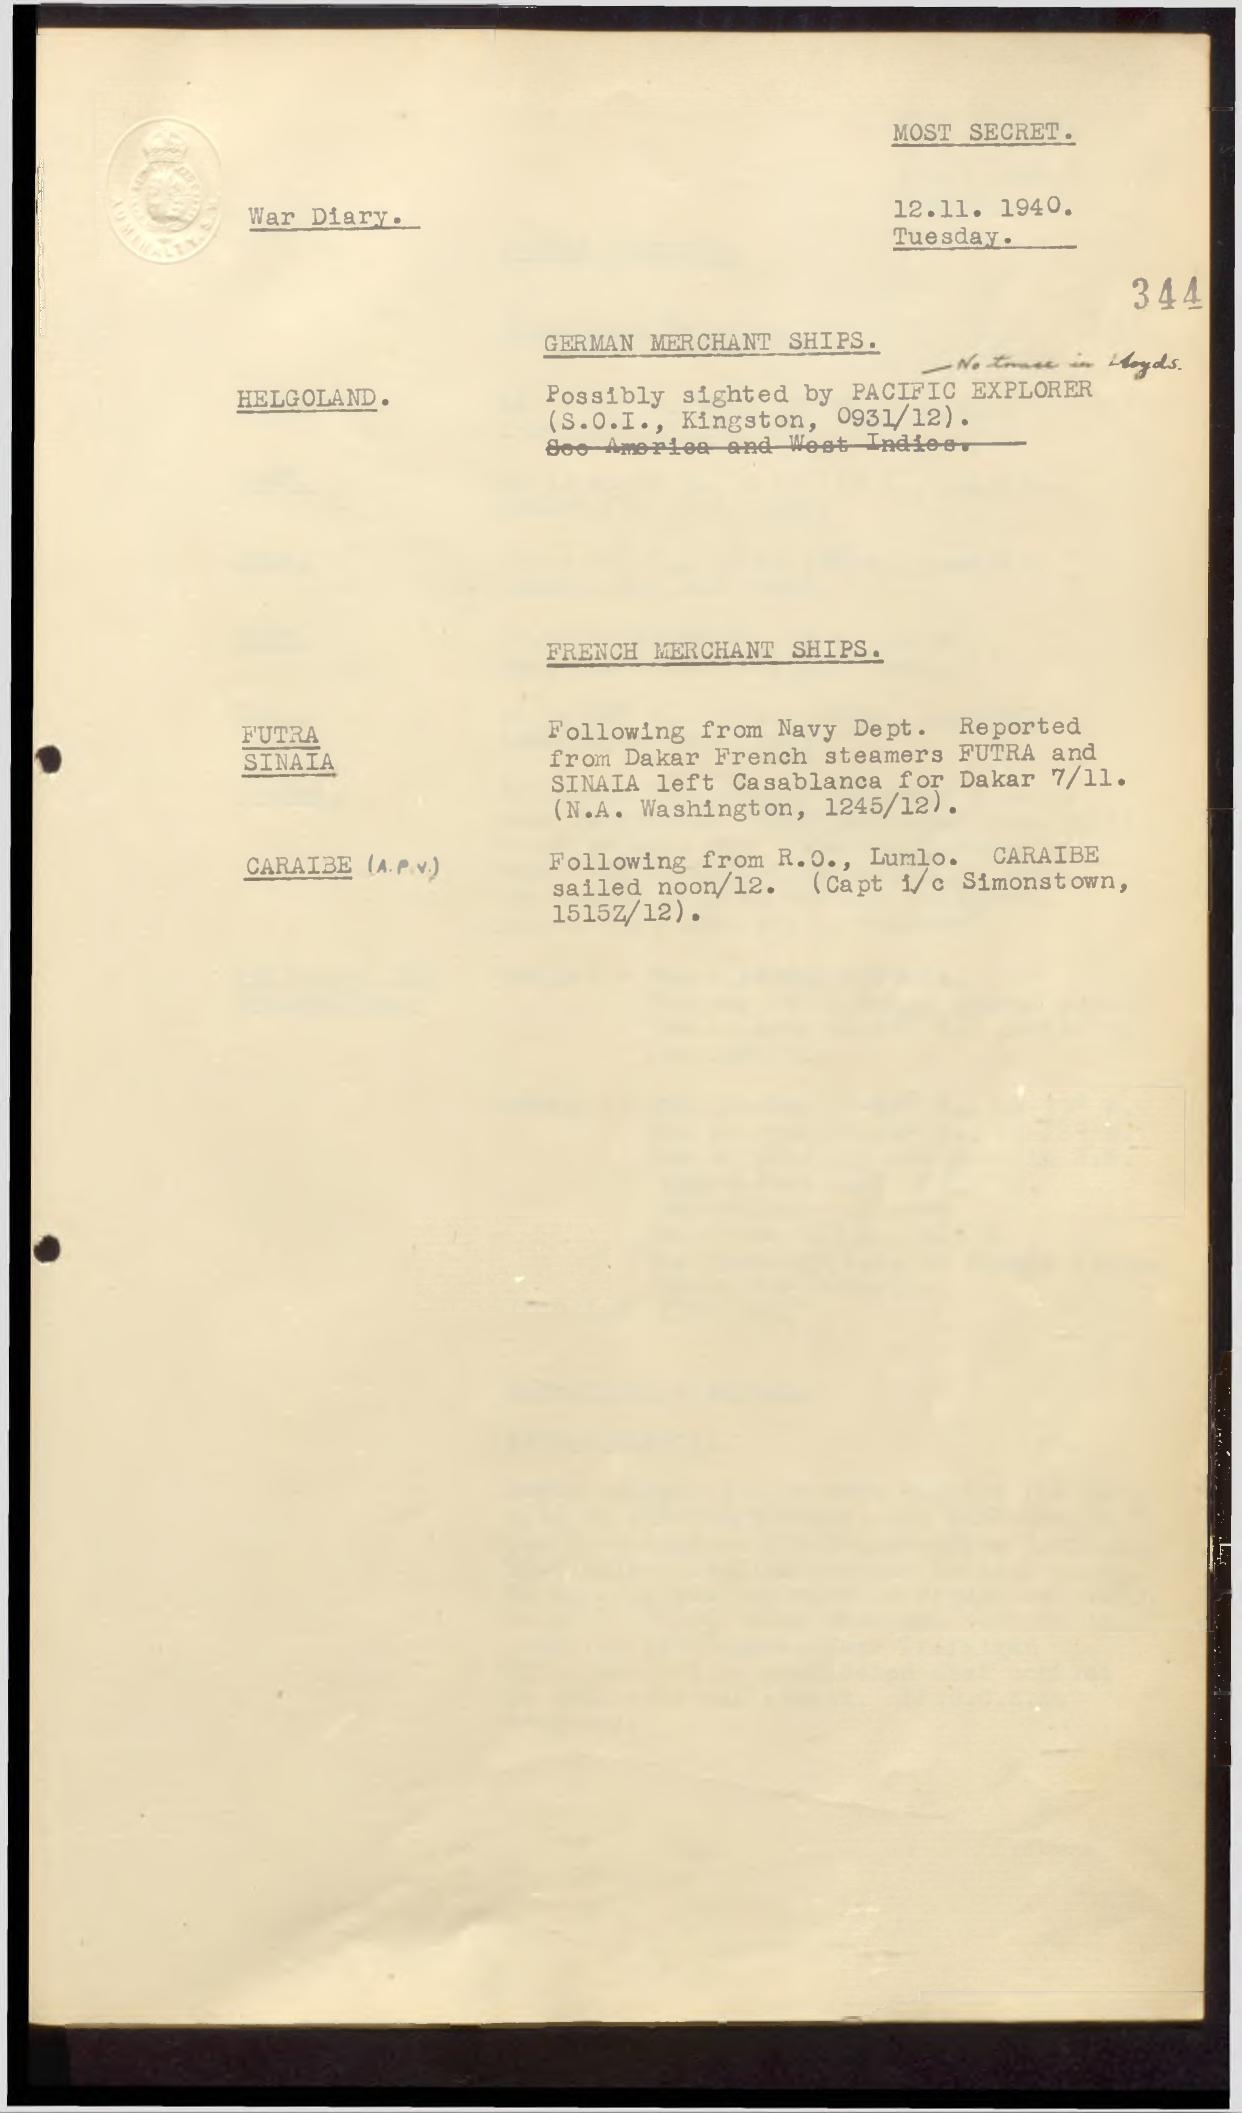 MOST SECRET.
War Diary.
12.11. 1940.
Tuesday.
344
GERMAN MERCHANT SHIPS.
No trace in Lloyds.
HELGOLAND.
Possibly sighted by PACIFIC EXPLORER
(S.O.I., Kingston, 0931/12).
See America and West Indies.
FRENCH MERCHANT SHIPS.
FUTRA
SINAIA
Following from Navy Dept. Reported
from Dakar French steamers FUTRA and
SINAIA left Casablanca for Dakar 7/11.
(N.A. Washington, 1245/12).
CARAIBE (A.P.V.)
Following from R.O., Lumlo. CARAIBE
sailed noon/12. (Capt i/c Simonstown,
1515Z/12).